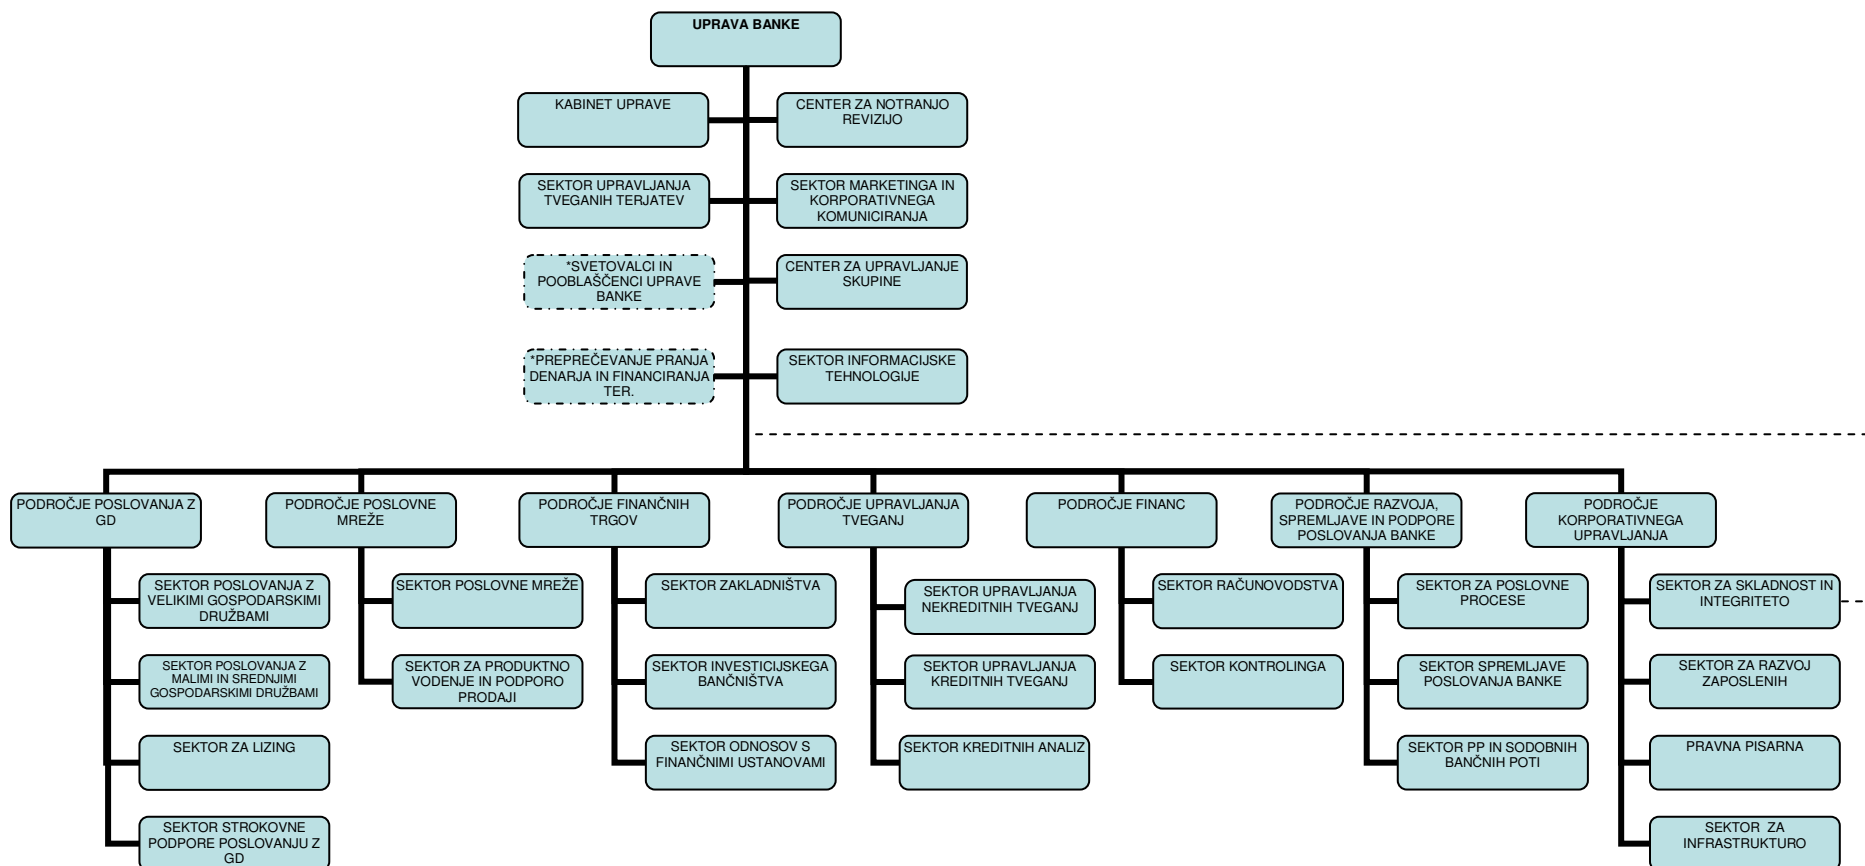 UPRAVA BANKE
KABINET UPRAVE
CENTER ZA NOTRANJO
REVIZIJO
SEKTOR UPRAVLJANJA
TVEGANIH TERJATEV
SEKTOR MARKETINGA IN
KORPORATIVNEGA
KOMUNICIRANJA
*SVETOVALCI IN
POOBLAŠČENCI UPRAVE
BANKE
CENTER ZA UPRAVLJANJE
SKUPINE
*PREPREČEVANJE PRANJA
DENARJA IN FINANCIRANJA
TER.
SEKTOR INFORMACIJSKE
TEHNOLOGIJE
PODROČJE POSLOVANJA Z
GD
PODROČJE POSLOVNE
MREŽE
PODROČJE FINANČNIH
TRGOV
PODROČJE UPRAVLJANJA
TVEGANJ
PODROČJE FINANC
PODROČJE RAZVOJA,
SPREMLJAVE IN PODPORE
POSLOVANJA BANKE
PODROČJE
KORPORATIVNEGA
UPRAVLJANJA
SEKTOR POSLOVANJA Z
VELIKIMI GOSPODARSKIMI
DRUŽBAMI
SEKTOR POSLOVNE MREŽE
SEKTOR ZAKLADNIŠTVA
SEKTOR UPRAVLJANJA
NEKREDITNIH TVEGANJ
SEKTOR RAČUNOVODSTVA
SEKTOR ZA POSLOVNE
PROCESE
SEKTOR ZA SKLADNOST IN
INTEGRITETO
SEKTOR POSLOVANJA Z
MALIMI IN SREDNJIMI
GOSPODARSKIMI DRUŽBAMI
SEKTOR ZA PRODUKTNO
VODENJE IN PODPORO
PRODAJI
SEKTOR INVESTICIJSKEGA
BANČNIŠTVA
SEKTOR UPRAVLJANJA
KREDITNIH TVEGANJ
SEKTOR KONTROLINGA
SEKTOR SPREMLJAVE
POSLOVANJA BANKE
SEKTOR ZA RAZVOJ
ZAPOSLENIH
SEKTOR ZA LIZING
SEKTOR ODNOSOV S
FINANČNIMI USTANOVAMI
SEKTOR KREDITNIH ANALIZ
SEKTOR PP IN SODOBNIH
BANČNIH POTI
PRAVNA PISARNA
SEKTOR STROKOVNE
PODPORE POSLOVANJU Z
GD
SEKTOR ZA
INFRASTRUKTURO